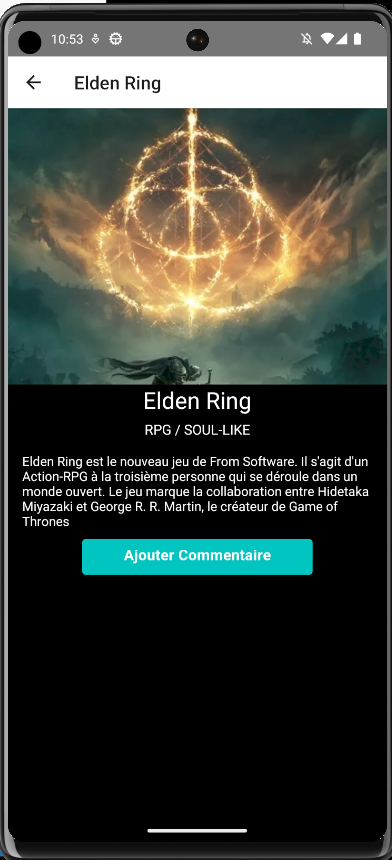 10:53
Elden Ring
Elden Ring
RPG / SOUL-LIKE
Elden Ring est le nouveau jeu de From Software. Il s'agit d'un
Action-RPG à la troisième personne qui se déroule dans un
monde ouvert. Le jeu marque la collaboration entre Hidetaka
Miyazaki et George R. R. Martin, le créateur de Game of
Thrones
Ajouter Commentaire